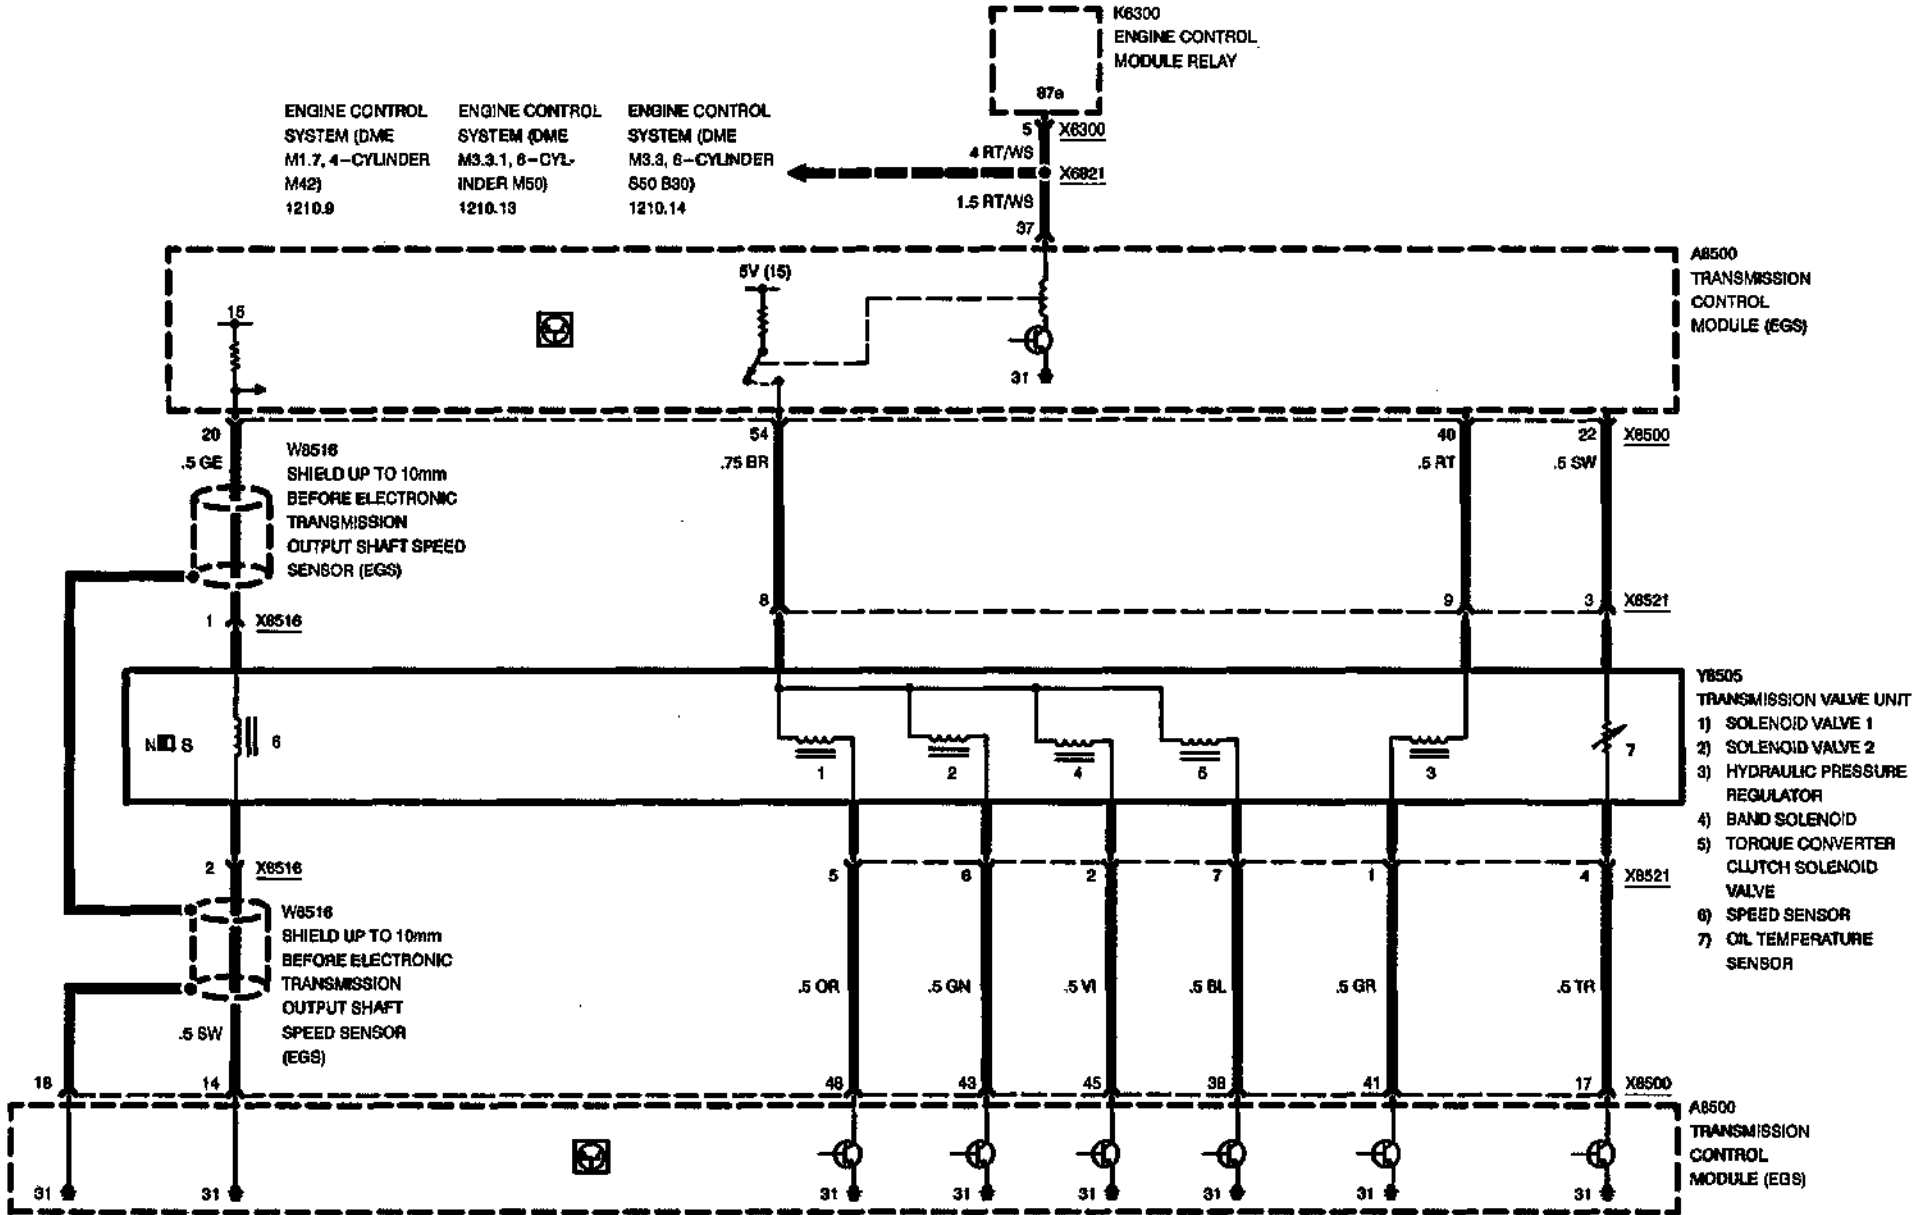 K6300
ENGINE CONTROL
MODULE RELAY
87a
5 X6300
4 RT/WS
X6821
1.5 RT/WS
37
ENGINE CONTROL
SYSTEM (DME
M1.7, 4-CYLINDER
M42)
1210.9
ENGINE CONTROL
SYSTEM (DME
M3.3.1, 6-CYL-
INDER M50)
1210.13
ENGINE CONTROL
SYSTEM (DME
M3.3, 6-CYLINDER
S50 B30)
1210.14
A8500
TRANSMISSION
CONTROL
MODULE (EGS)
15
5V (15)
31
20 54 40 22 X8500
.5 GE .75 BR .5 RT .5 SW
W8516
SHIELD UP TO 10mm
BEFORE ELECTRONIC
TRANSMISSION
OUTPUT SHAFT SPEED
SENSOR (EGS)
8 9 3 X8521
1 X8516
N S 6 1 2 4 5 3 7
Y8505
TRANSMISSION VALVE UNIT
1) SOLENOID VALVE 1
2) SOLENOID VALVE 2
3) HYDRAULIC PRESSURE
REGULATOR
4) BAND SOLENOID
5) TORQUE CONVERTER
CLUTCH SOLENOID
VALVE
6) SPEED SENSOR
7) OIL TEMPERATURE
SENSOR
2 X8516
5 6 2 7 1 4 X8521
W8516
SHIELD UP TO 10mm
BEFORE ELECTRONIC
TRANSMISSION
OUTPUT SHAFT
SPEED SENSOR
(EGS)
.5 SW
.5 OR .5 GN .5 VI .5 BL .5 GR .5 TR
18 14 48 43 45 38 41 17 X8500
A8500
TRANSMISSION
CONTROL
MODULE (EGS)
31 31 31 31 31 31 31 31